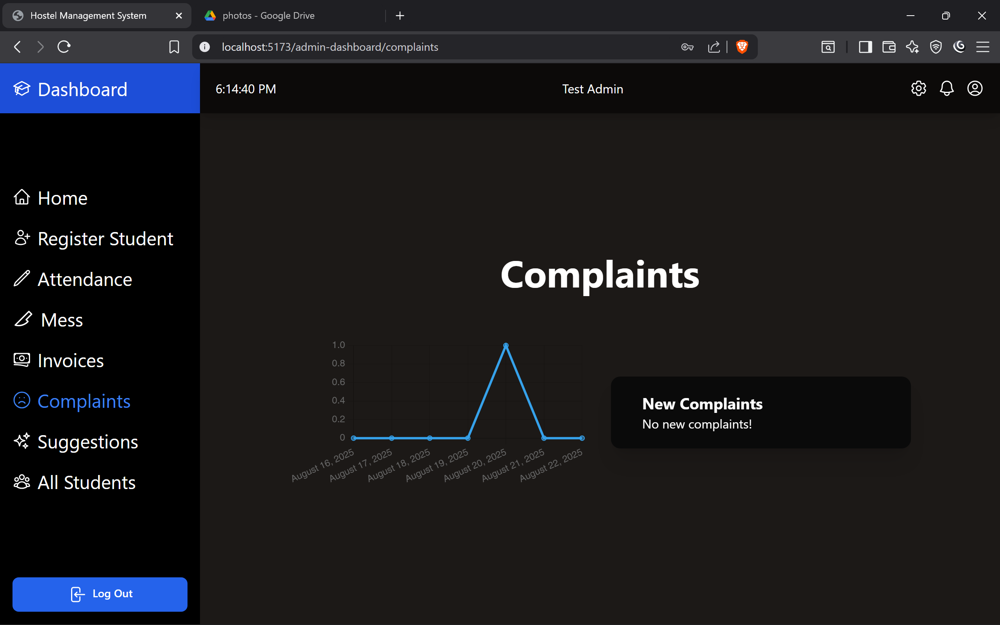 Hostel Management System
photos - Google Drive
localhost:5173/admin-dashboard/complaints
Dashboard
6:14:40 PM
Test Admin
Home
Register Student
Attendance
Mess
Invoices
Complaints
Suggestions
All Students
Log Out
Complaints
1.0
0.8
0.6
0.4
0.2
0
August 16, 2025
August 17, 2025
August 18, 2025
August 19, 2025
August 20, 2025
August 21, 2025
August 22, 2025
New Complaints
No new complaints!